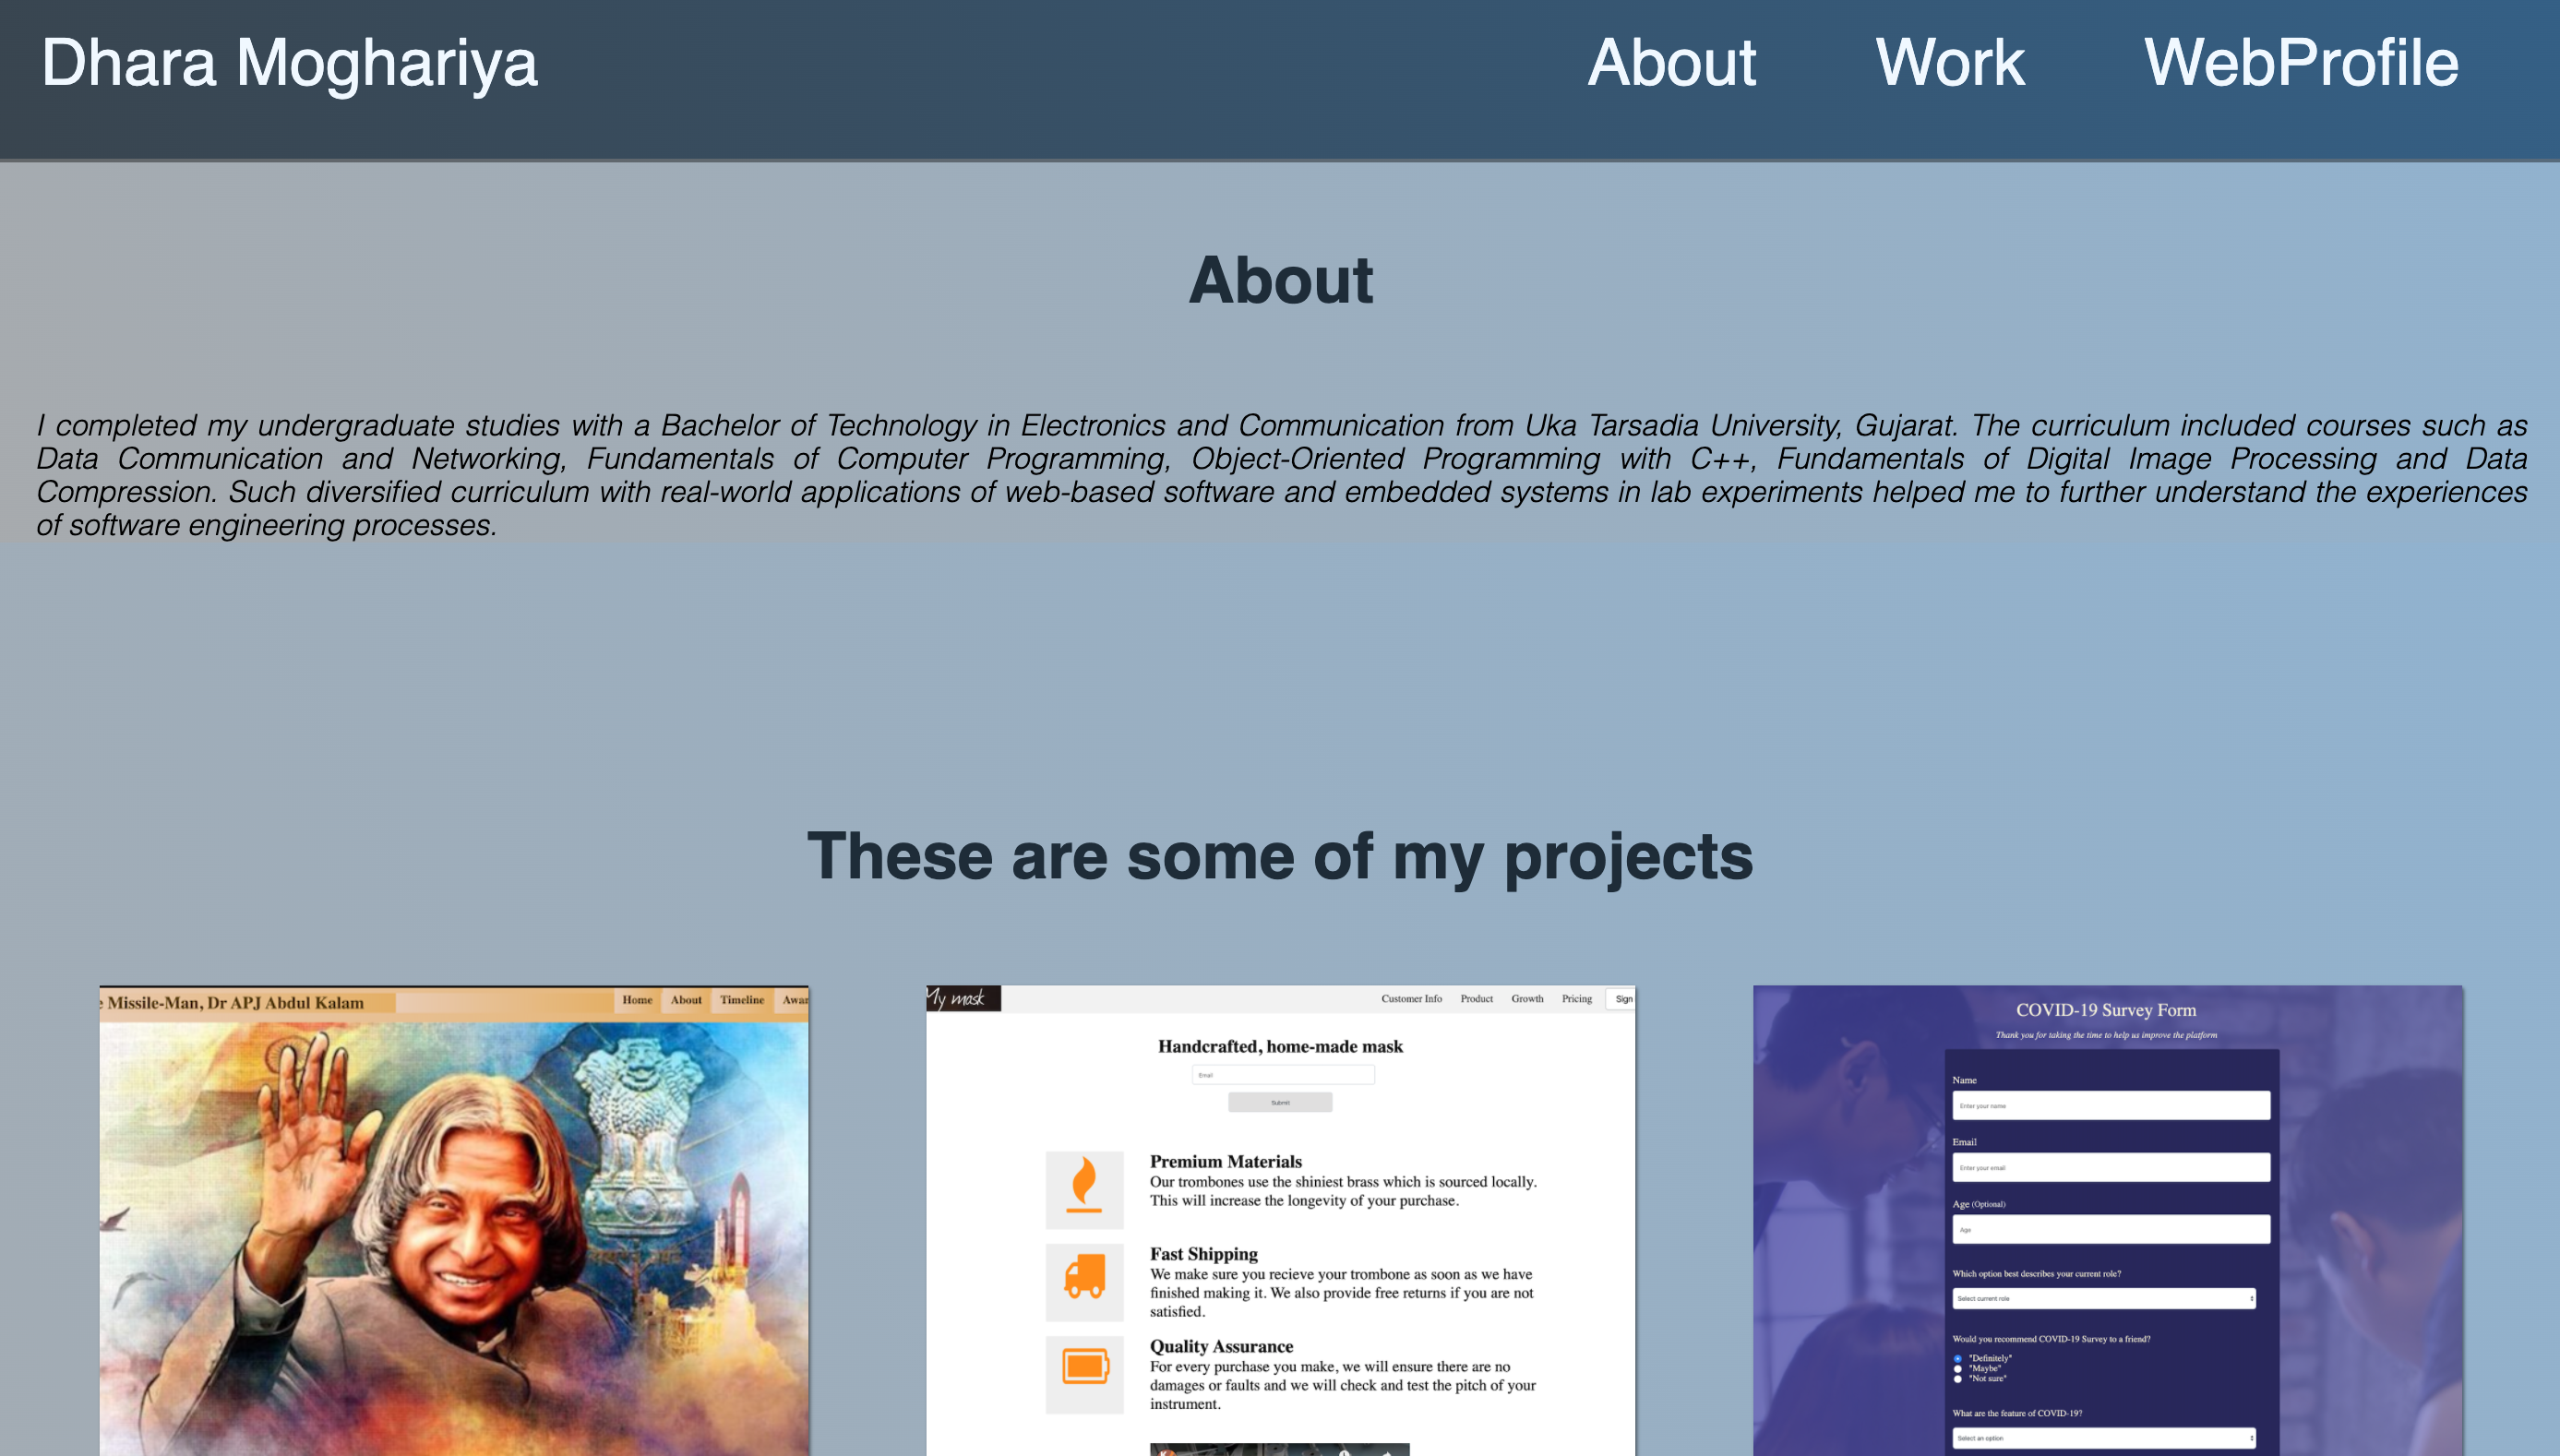 Dhara Moghariya About Work WebProfile
About
I completed my undergraduate studies with a Bachelor of Technology in Electronics and Communication from Uka Tarsadia University, Gujarat. The curriculum included courses such as
Data Communication and Networking, Fundamentals of Computer Programming, Object-Oriented Programming with C++, Fundamentals of Digital Image Processing and Data
Compression. Such diversified curriculum with real-world applications of web-based software and embedded systems in lab experiments helped me to further understand the experiences
of software engineering processes.
These are some of my projects
Missile-Man, Dr APJ Abdul Kalam Home About Timeline
My mask Customer Info Product Growth Pricing Sign
Handcrafted, home-made mask
Email
Submit
Premium Materials
Our trombones use the shiniest brass which is sourced locally.
This will increase the longevity of your purchase.
Fast Shipping
We make sure you recieve your trombone as soon as we have
finished making it. We also provide free returns if you are not
satisfied.
Quality Assurance
For every purchase you make, we will ensure there are no
damages or faults and we will check and test the pitch of your
instrument.
COVID-19 Survey Form
Thank you for taking the time to help us improve the platform
Name
Enter your name
Email
Enter your email
Age (Optional)
Age
Which option best describes your current role?
Select current role
Would you recommend COVID-19 Survey to a friend?
"Definitely"
"Maybe"
"Not sure"
What are the feature of COVID-19?
Select an option